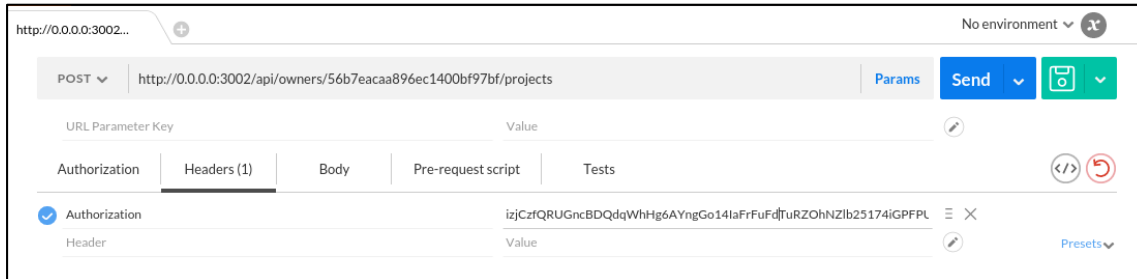 http://0.0.0.0:3002...
No environment
POST http://0.0.0.0:3002/api/owners/56b7eacaa896ec1400bf97bf/projects Params Send
URL Parameter Key Value
Authorization Headers (1) Body Pre-request script Tests
Authorization izjCzfQRUGncBDQdqWhHg6AYngGo14IaFrFuFdTuRZOhNZlb25174iGPFPU
Header Value Presets